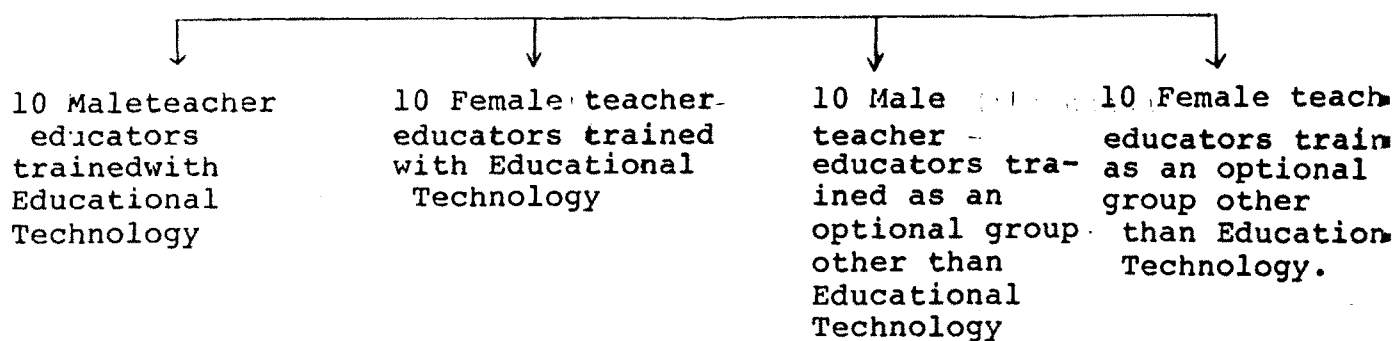 10 Maleteacher
educators
trainedwith
Educational
Technology
10 Female teacher-
educators trained
with Educational
Technology
10 Male
teacher -
educators tra-
ined as an
optional group
other than
Educational
Technology
10 Female teach
educators train
as an optional
group other
than Education
Technology.